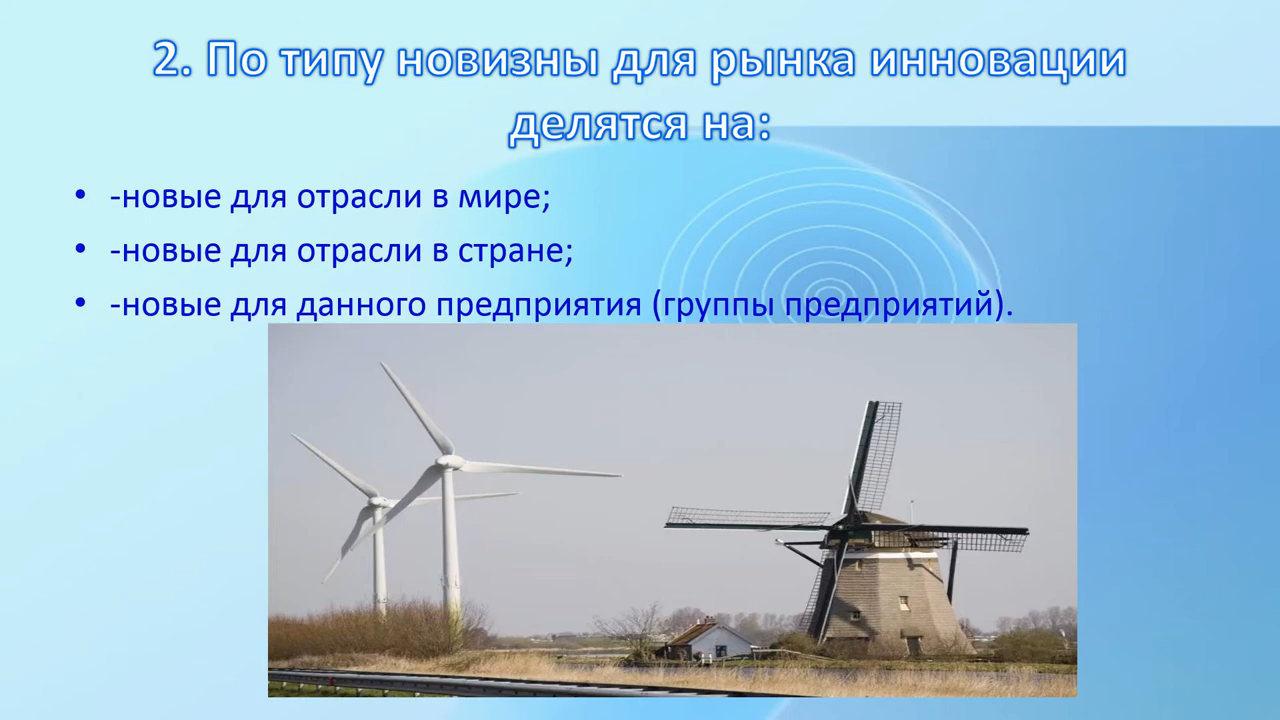 2. По типу новизны для рынка инновации
делятся на:
• -новые для отрасли в мире;
• -новые для отрасли в стране;
• -новые для данного предприятия (группы предприятий).